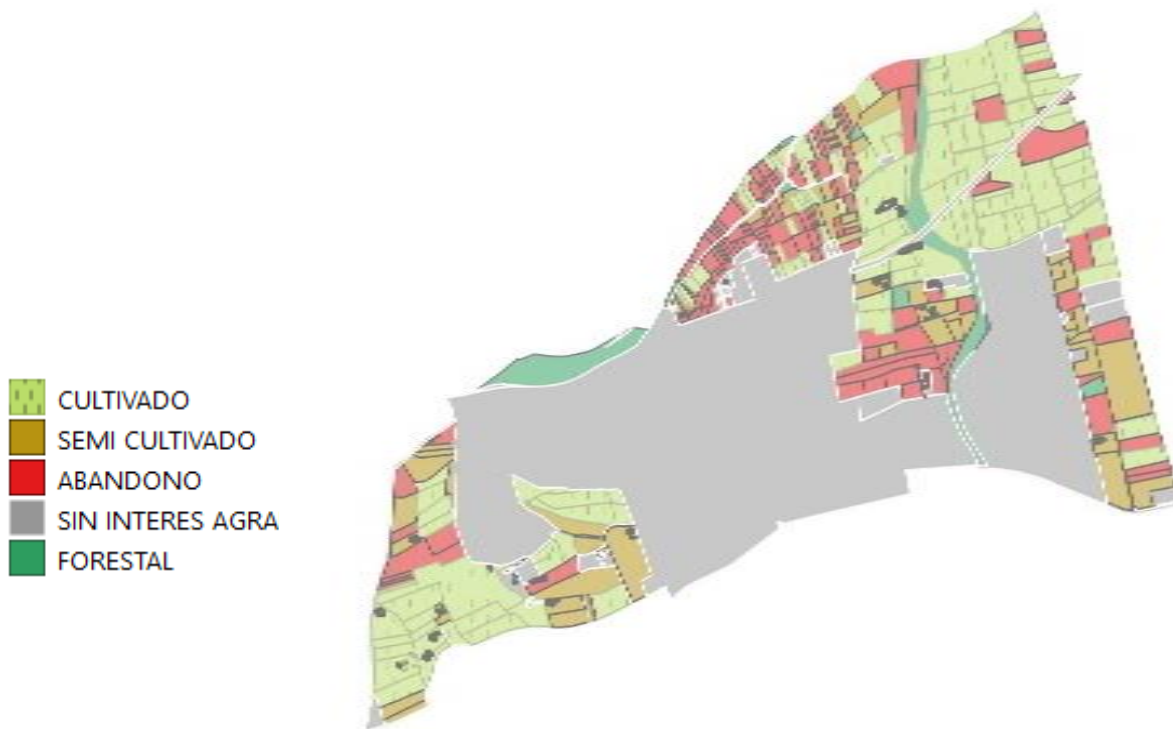 CULTIVADO
SEMI CULTIVADO
ABANDONO
SIN INTERES AGRA
FORESTAL